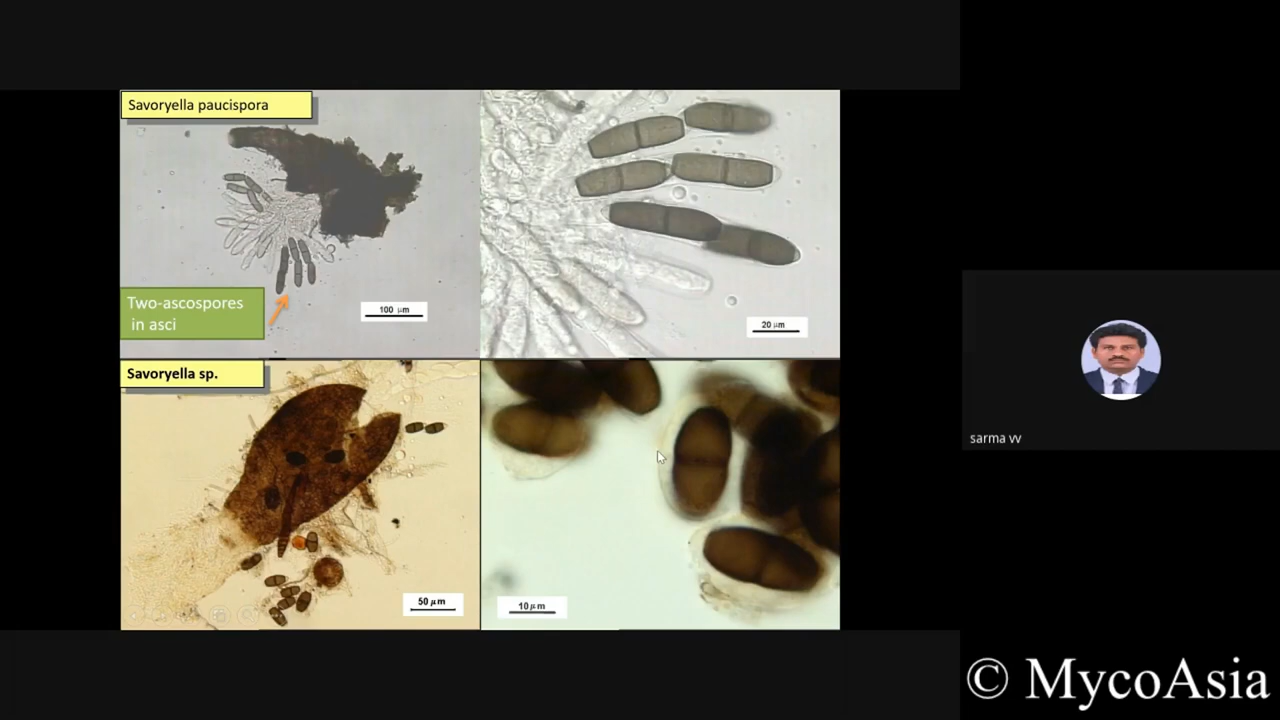 Savoryella paucispora
Two-ascospores
in asci
100 μm
20 μm
Savoryella sp.
50 μm
10 μm
sarma vv
© MycoAsia